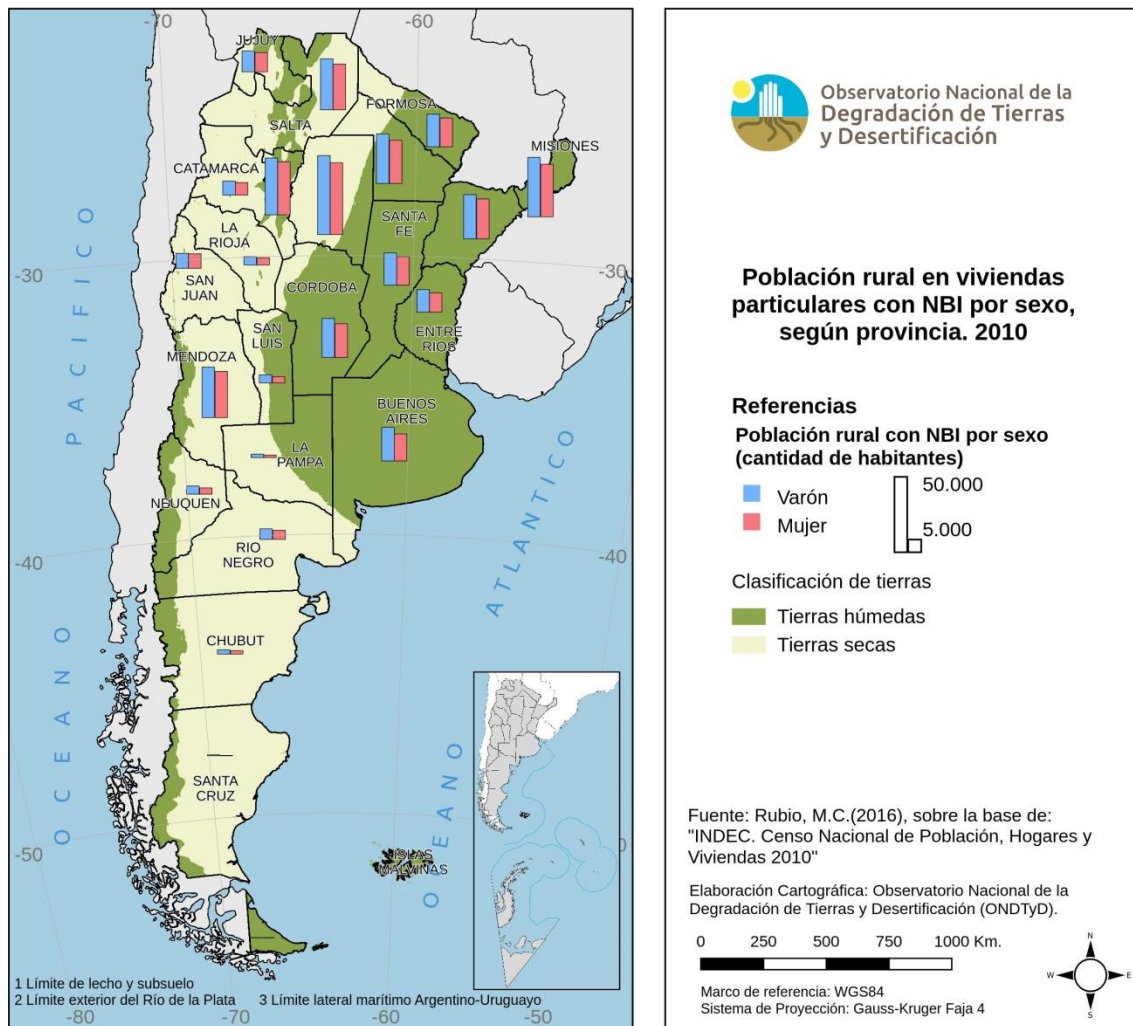 -70
-60
JUJUY
FORMOSA
SALTA
MISIONES
CATAMARCA
SANTA
FE
LA
RIOJA
-30
-30
SAN
JUAN
CORDOBA
SAN
LUIS
ENTRE
RIOS
MENDOZA
BUENOS
AIRES
LA
PAMPA
NEUQUEN
RIO
NEGRO
-40
-40
CHUBUT
SANTA
CRUZ
-50
0
ISLAS
MALVINAS
OCEANO PACIFICO
OCEANO ATLANTICO
1 Límite de lecho y subsuelo
2 Límite exterior del Río de la Plata 3 Límite lateral marítimo Argentino-Uruguayo
-80
-70
-60
-50
Observatorio Nacional de la
Degradación de Tierras
y Desertificación
Población rural en viviendas
particulares con NBI por sexo,
según provincia. 2010
Referencias
Población rural con NBI por sexo
(cantidad de habitantes)
Varón
Mujer
50.000
5.000
Clasificación de tierras
Tierras húmedas
Tierras secas
Fuente: Rubio, M.C.(2016), sobre la base de:
"INDEC. Censo Nacional de Población, Hogares y
Viviendas 2010"
Elaboración Cartográfica: Observatorio Nacional de la
Degradación de Tierras y Desertificación (ONDTyD).
0 250 500 750 1000 Km.
Marco de referencia: WGS84
Sistema de Proyección: Gauss-Kruger Faja 4
N
W E
S